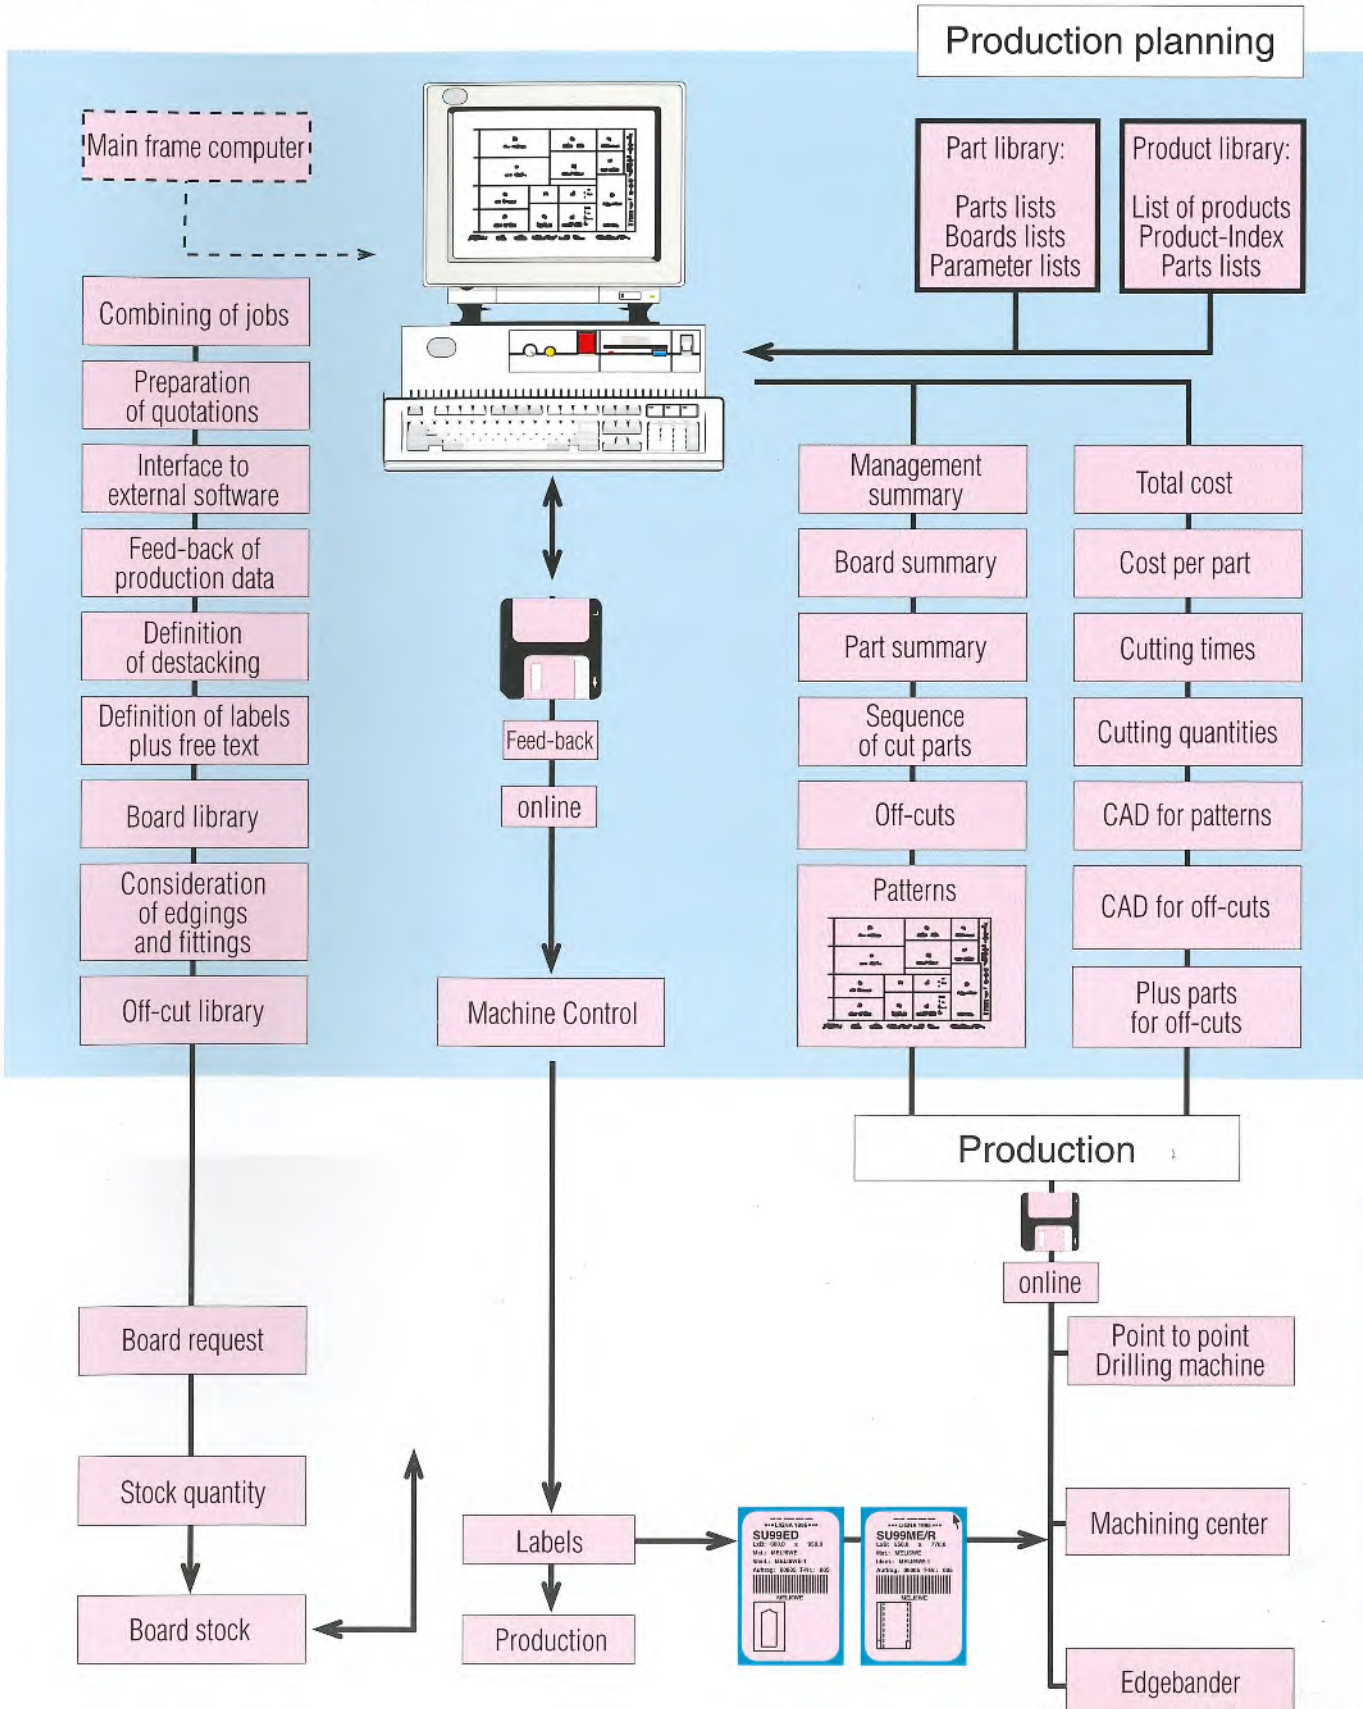 Production planning
Main frame computer
Part library:
Parts lists
Boards lists
Parameter lists
Product library:
List of products
Product-Index
Parts lists
Combining of jobs
Preparation
of quotations
Interface to
external software
Feed-back of
production data
Definition
of destacking
Definition of labels
plus free text
Board library
Consideration
of edgings
and fittings
Off-cut library
Feed-back
online
Machine Control
Management
summary
Board summary
Part summary
Sequence
of cut parts
Off-cuts
Patterns
Total cost
Cost per part
Cutting times
Cutting quantities
CAD for patterns
CAD for off-cuts
Plus parts
for off-cuts
Production
online
Point to point
Drilling machine
Machining center
Edgebander
Board request
Stock quantity
Board stock
Labels
Production
SU99ED
MELISWE
SU99ME/R
MELISWE